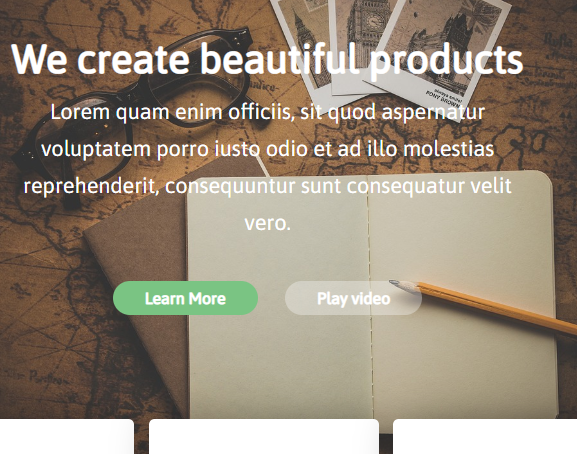 We create beautiful products
Lorem quam enim officiis, sit quod aspernatur
voluptatem porro iusto odio et ad illo molestias
reprehenderit, consequuntur sunt consequatur velit
vero.
Learn More
Play video